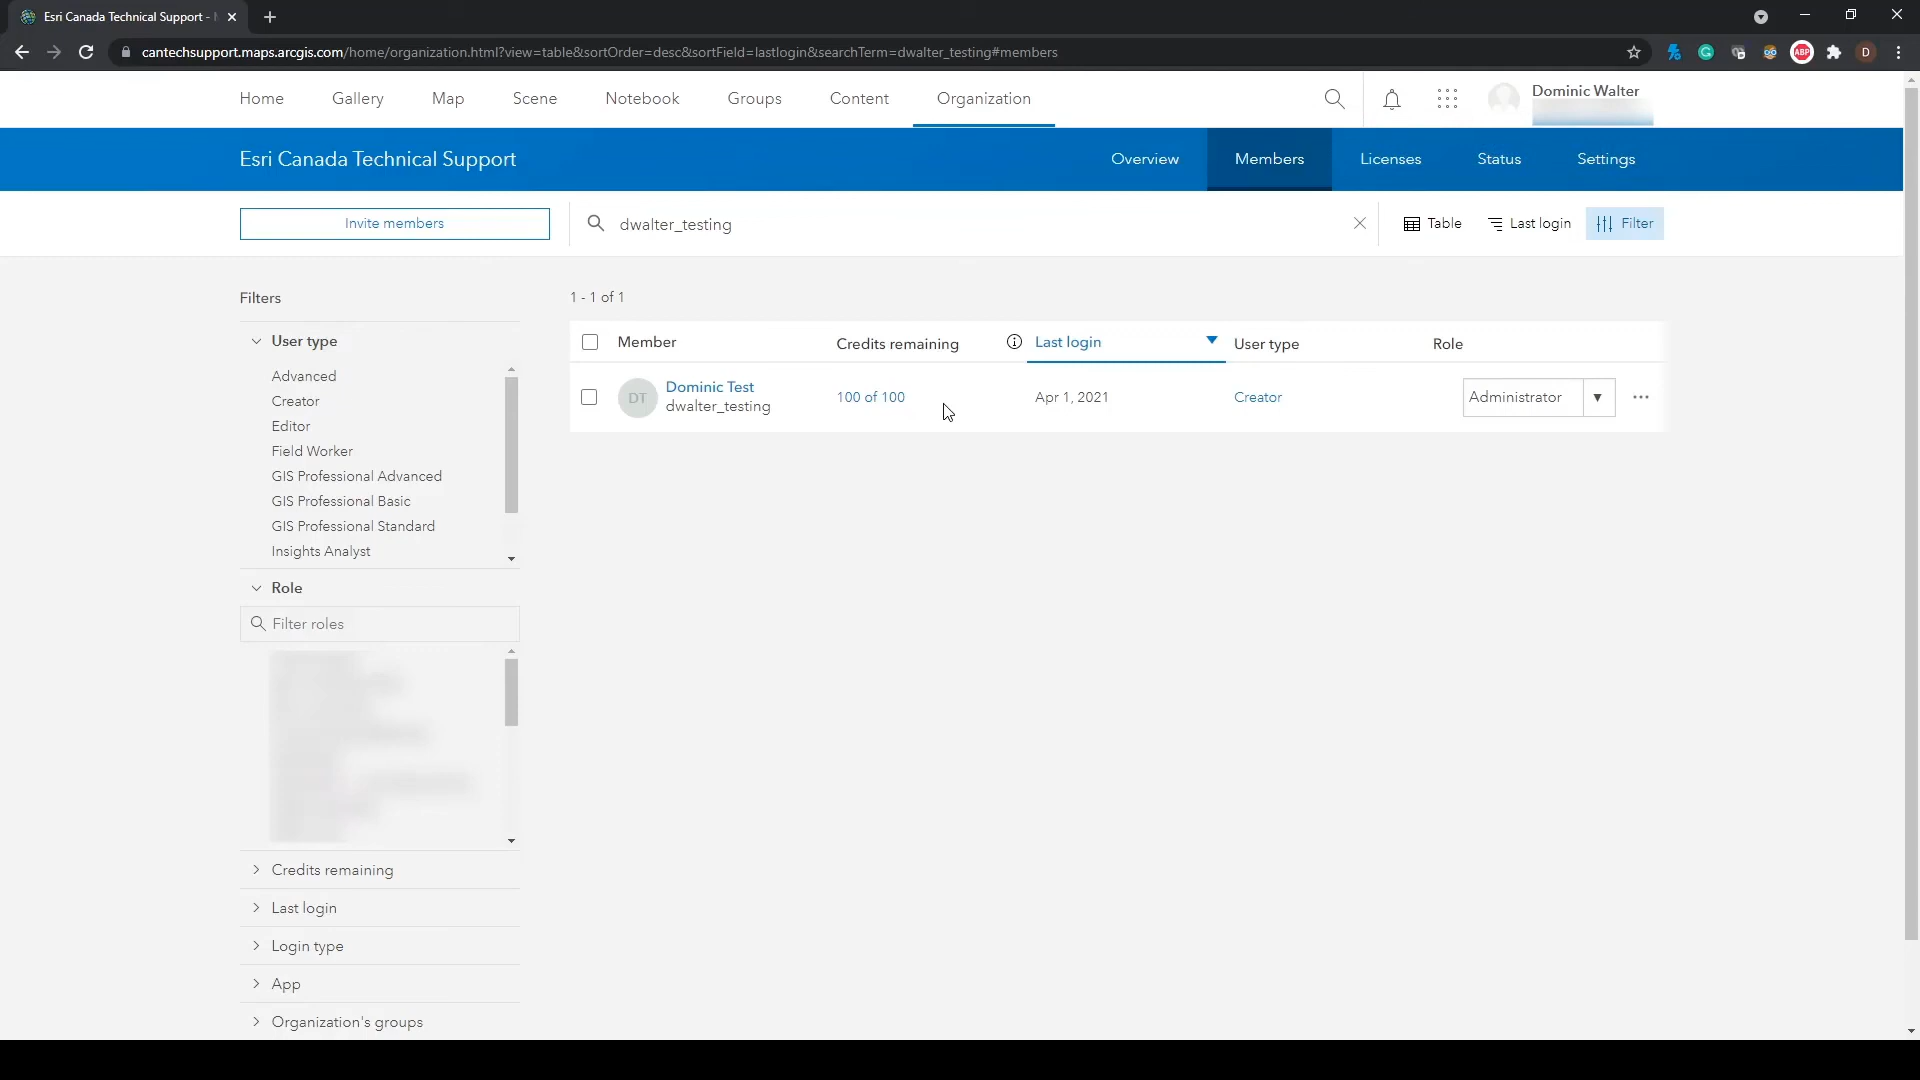 Esri Canada Technical Support - M
cantechsupport.maps.arcgis.com/home/organization.html?view=table&sortOrder=desc&sortField=lastlogin&searchTerm=dwalter_testing#members
ABP
D
Home
Gallery
Map
Scene
Notebook
Groups
Content
Organization
Dominic Walter
Esri Canada Technical Support
Overview
Members
Licenses
Status
Settings
Invite members
dwalter_testing
Table
Last login
Filter
Filters
1 - 1 of 1
User type
Advanced
Creator
Editor
Field Worker
GIS Professional Advanced
GIS Professional Basic
GIS Professional Standard
Insights Analyst
Role
Filter roles
Credits remaining
Last login
Login type
App
Organization's groups
Member
Credits remaining
Last login
User type
Role
DT
Dominic Test
dwalter_testing
100 of 100
Apr 1, 2021
Creator
Administrator